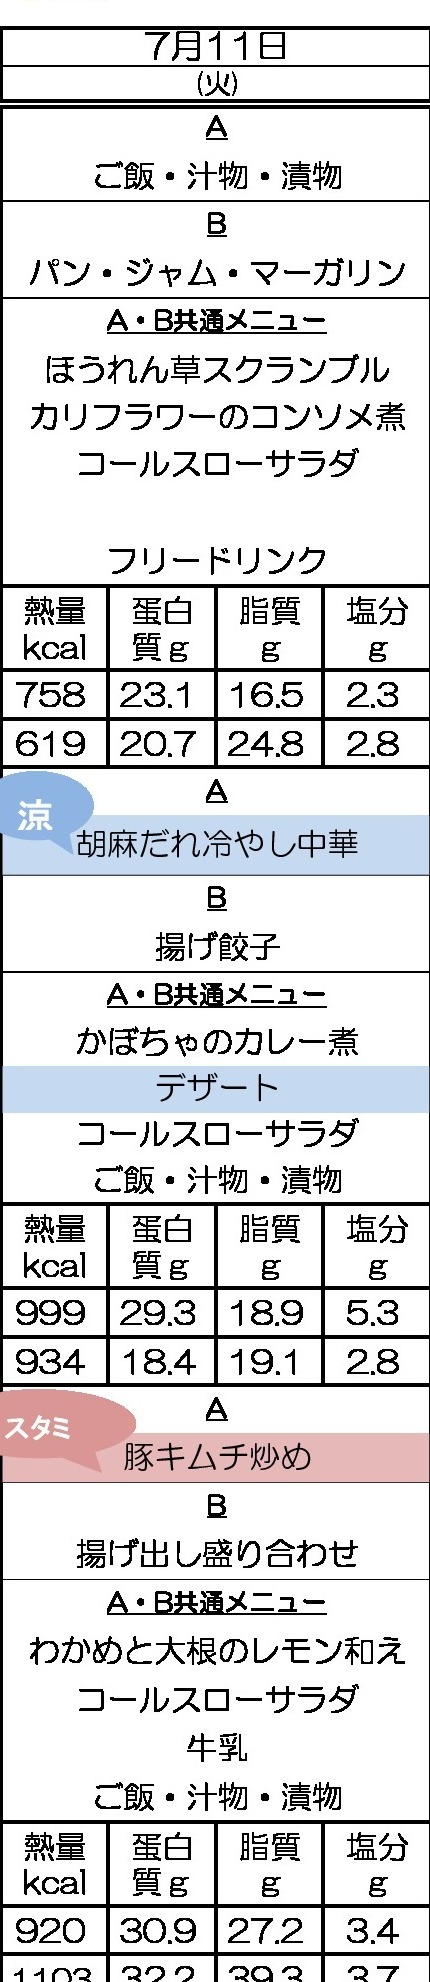 7月11日
(火)
A
ご飯・汁物・漬物
B
パン・ジャム・マーガリン
A・B共通メニュー
ほうれん草スクランブル
カリフラワーのコンソメ煮
コールスローサラダ
フリードリンク
熱量 蛋白 脂質 塩分
kcal 質g g g
758 23.1 16.5 2.3
619 20.7 24.8 2.8
A
涼
胡麻だれ冷やし中華
B
揚げ餃子
A・B共通メニュー
かぼちゃのカレー煮
デザート
コールスローサラダ
ご飯・汁物・漬物
熱量 蛋白 脂質 塩分
kcal 質g g g
999 29.3 18.9 5.3
934 18.4 19.1 2.8
A
スタミ
豚キムチ炒め
B
揚げ出し盛り合わせ
A・B共通メニュー
わかめと大根のレモン和え
コールスローサラダ
牛乳
ご飯・汁物・漬物
熱量 蛋白 脂質 塩分
kcal 質g g g
920 30.9 27.2 3.4
1103 32.2 39.3 3.7